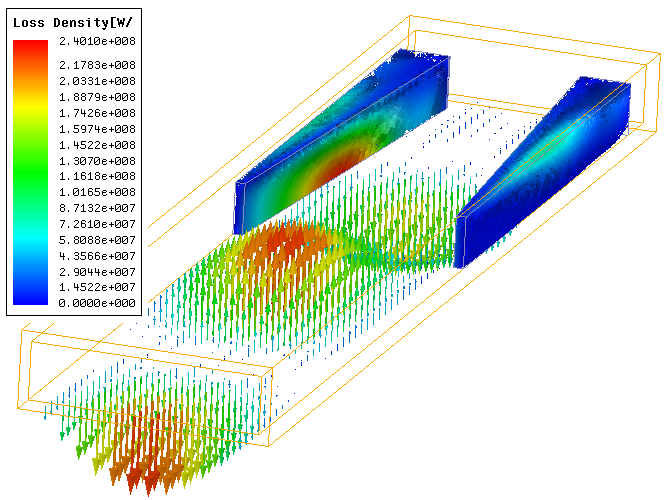 Loss Density[W/
2.4010e+008
2.1783e+008
2.0331e+008
1.8879e+008
1.7426e+008
1.5974e+008
1.4522e+008
1.3070e+008
1.1618e+008
1.0165e+008
8.7132e+007
7.2610e+007
5.8088e+007
4.3566e+007
2.9044e+007
1.4522e+007
0.0000e+000